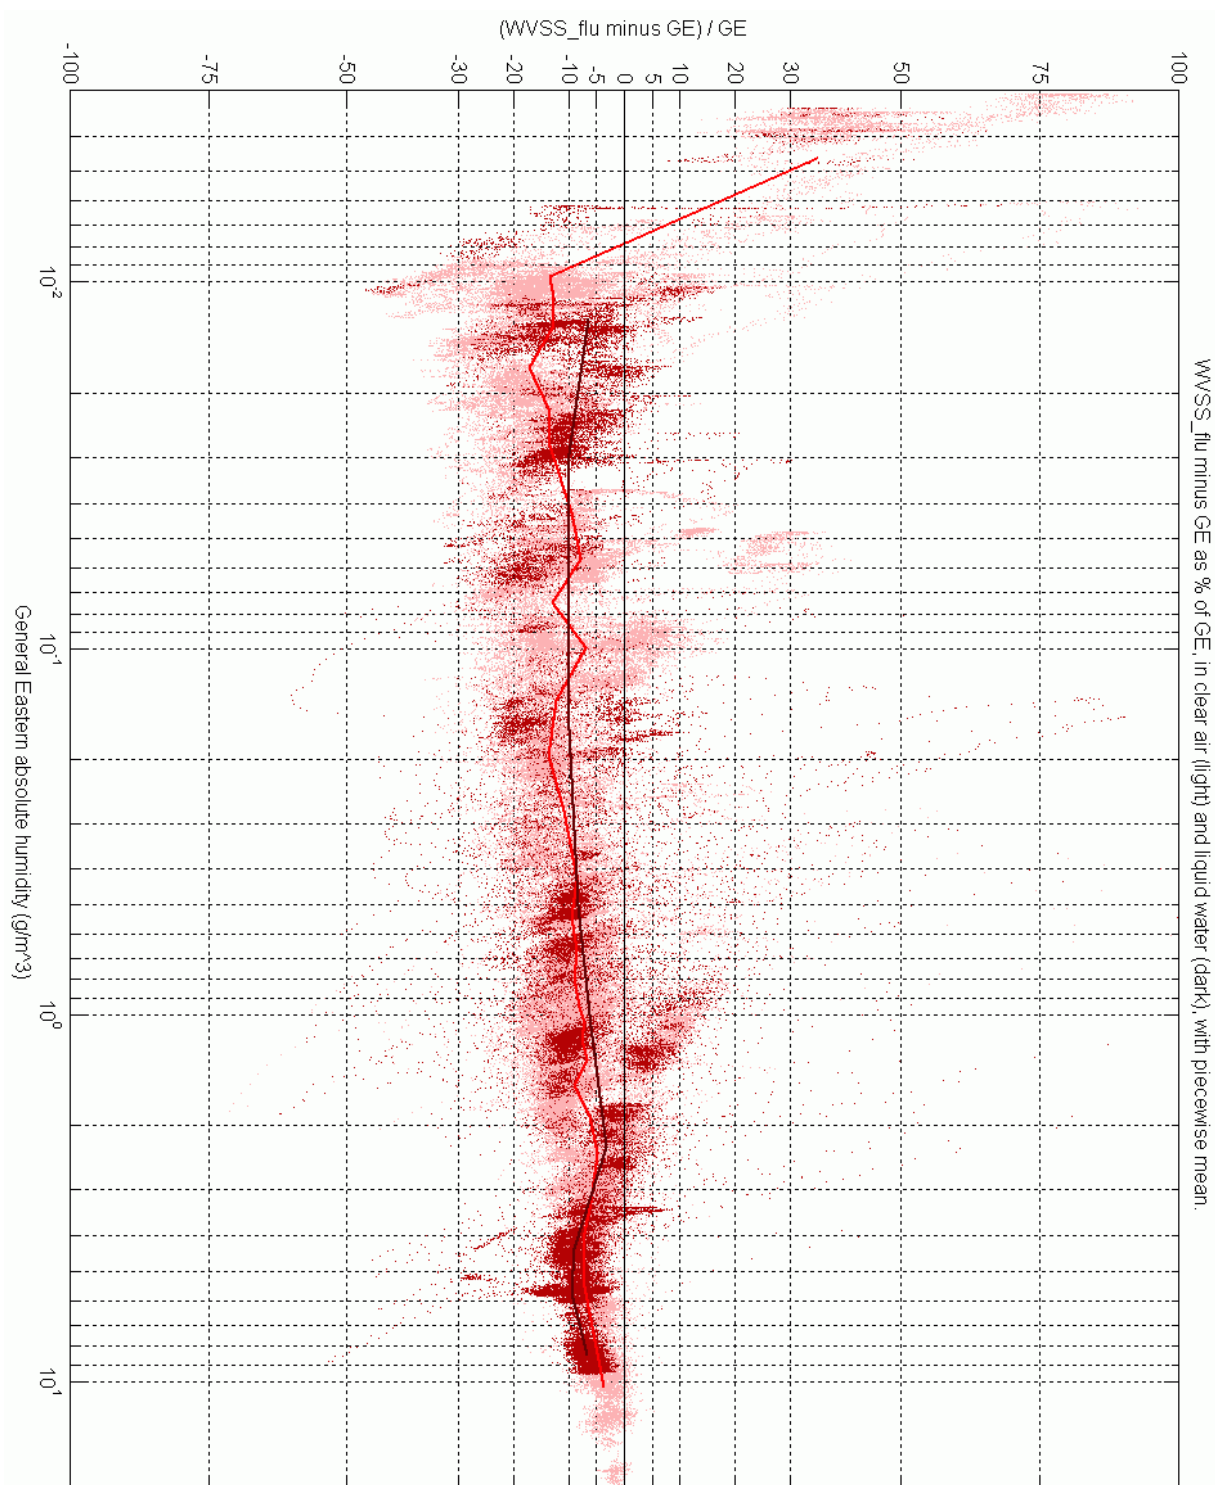 (WVSS_flu minus GE) / GE
-100 -75 -50 -30 -20 -10 -5 0 5 10 20 30 50 75 100
WVSS_flu minus GE as % of GE, in clear air (light) and liquid water (dark), with piecewise mean.
10^-2
10^-1
10^0
10^1
General Eastern absolute humidity (g/m^3)